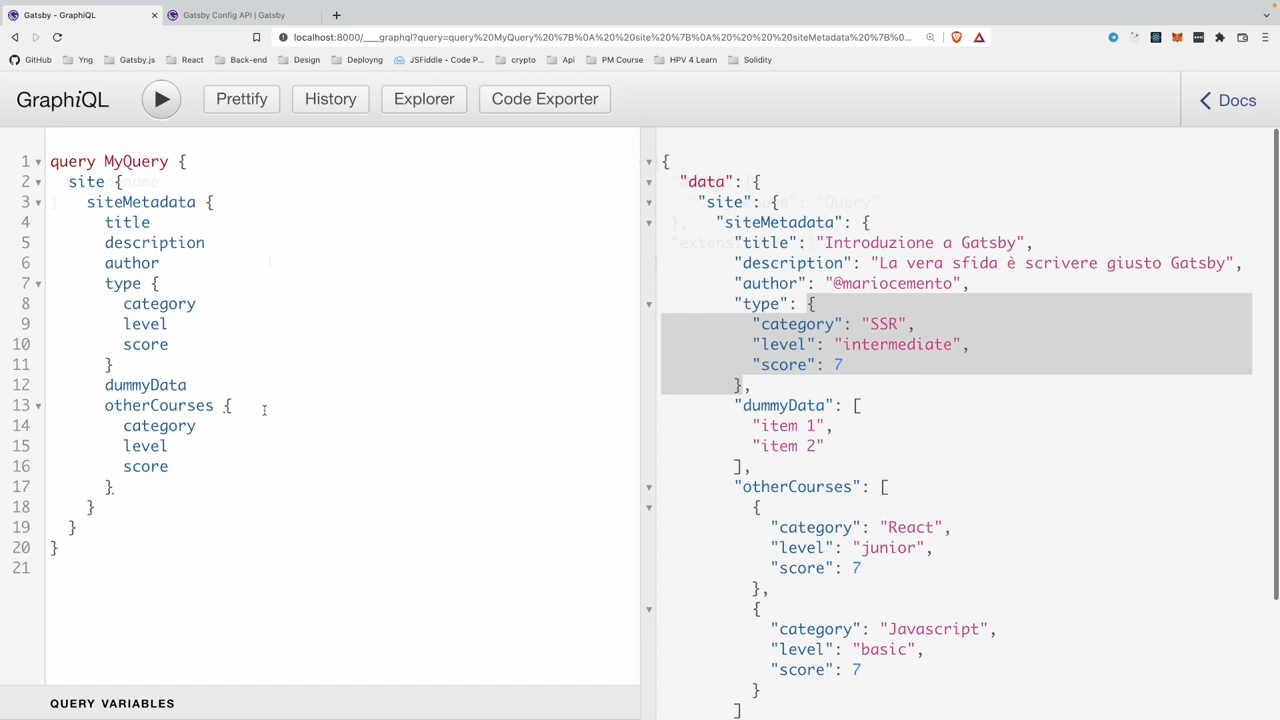 Gatsby - GraphiQL
Gatsby Config API | Gatsby
localhost:8000/___graphql?query=query%20MyQuery%20%7B%0A%20%20site%20%7B%0A%20%20%20%20siteMetadata%20%7B%0...
GitHub Yng Gatsby.js React Back-end Design Deployng JSFiddle - Code P... crypto Api PM Course HPV 4 Learn Solidity
GraphiQL Prettify History Explorer Code Exporter Docs
1 query MyQuery {
2 site {
3 siteMetadata {
4 title
5 description
6 author
7 type {
8 category
9 level
10 score
11 }
12 dummyData
13 otherCourses {
14 category
15 level
16 score
17 }
18 }
19 }
20 }
21
QUERY VARIABLES
{
"data": {
"site": {
"siteMetadata": {
"title": "Introduzione a Gatsby",
"description": "La vera sfida è scrivere giusto Gatsby",
"author": "@mariocemento",
"type": {
"category": "SSR",
"level": "intermediate",
"score": 7
},
"dummyData": [
"item 1",
"item 2"
],
"otherCourses": [
{
"category": "React",
"level": "junior",
"score": 7
},
{
"category": "Javascript",
"level": "basic",
"score": 7
}
]